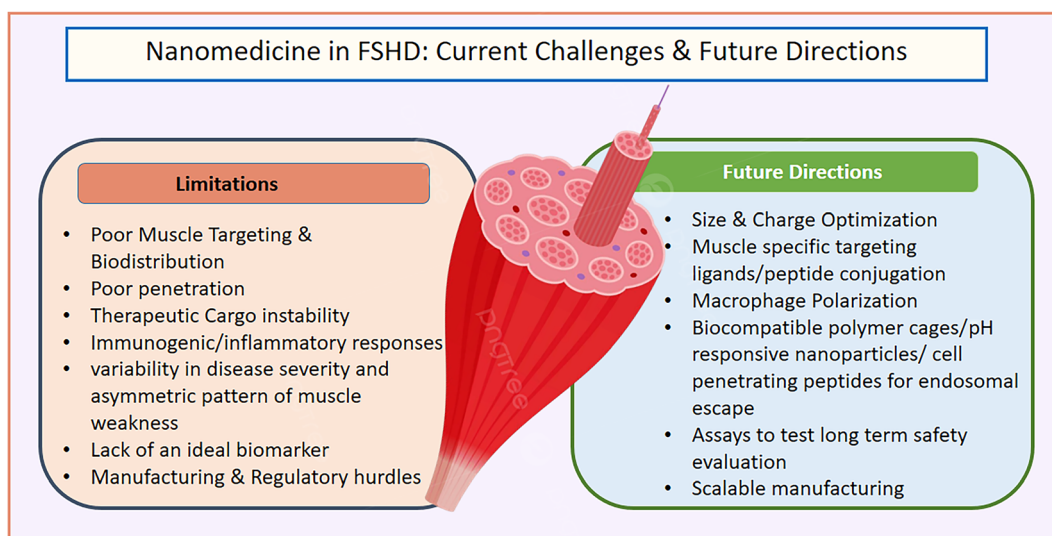 Nanomedicine in FSHD: Current Challenges & Future Directions
Limitations
• Poor Muscle Targeting &
Biodistribution
• Poor penetration
• Therapeutic Cargo instability
• Immunogenic/inflammatory responses
• variability in disease severity and
asymmetric pattern of muscle
weakness
• Lack of an ideal biomarker
• Manufacturing & Regulatory hurdles
pngtree
Future Directions
• Size & Charge Optimization
• Muscle specific targeting
ligands/peptide conjugation
• Macrophage Polarization
• Biocompatible polymer cages/pH
responsive nanoparticles/ cell
penetrating peptides for endosomal
escape
• Assays to test long term safety
evaluation
• Scalable manufacturing